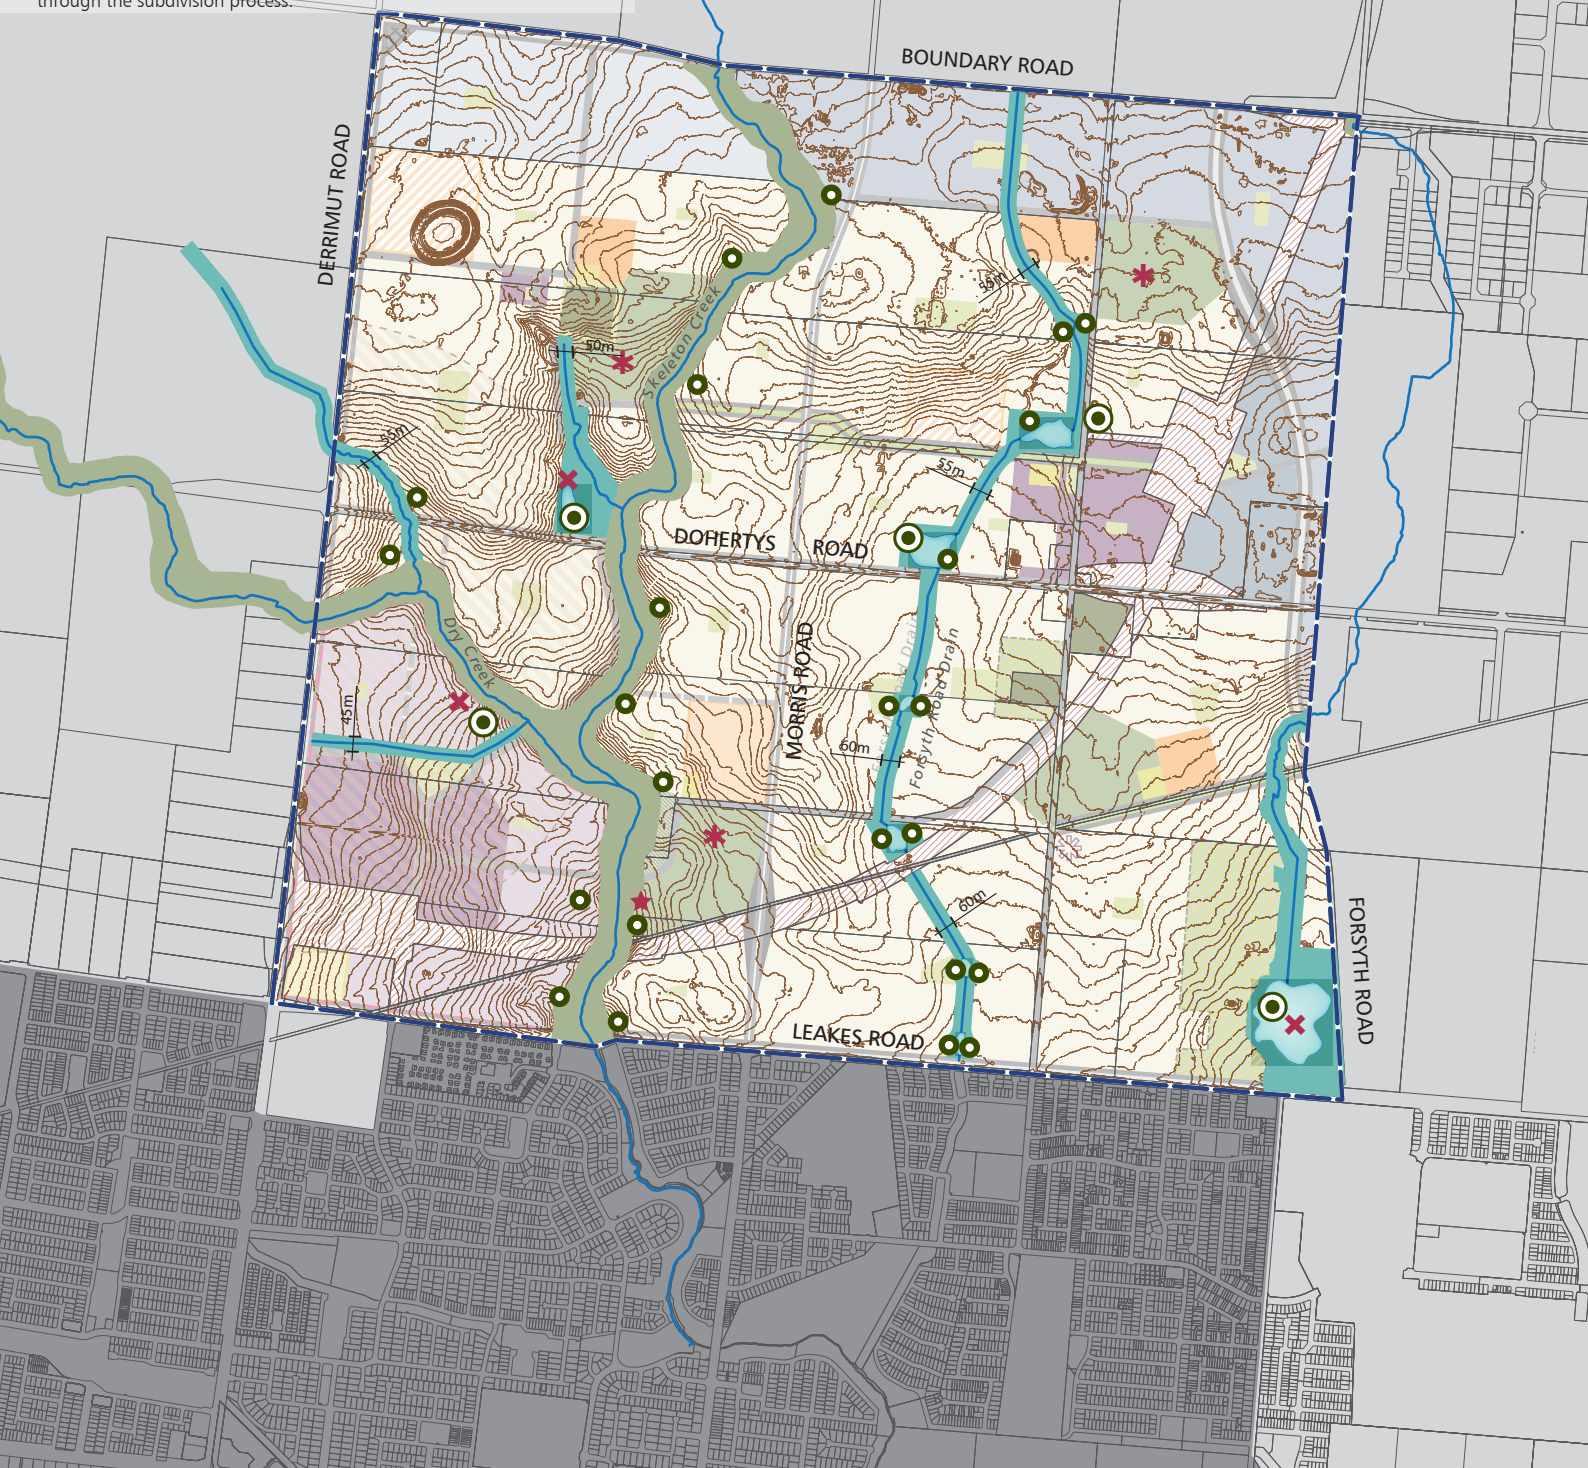 through the subdivision process.
BOUNDARY ROAD
DERRIMUT ROAD
55m
Skeleton Creek
50m
55m
55m
DOHERTYS ROAD
Dry Creek
MORRIS ROAD
Forsyth Road Drain
45m
60m
60m
FORSYTH ROAD
LEAKES ROAD